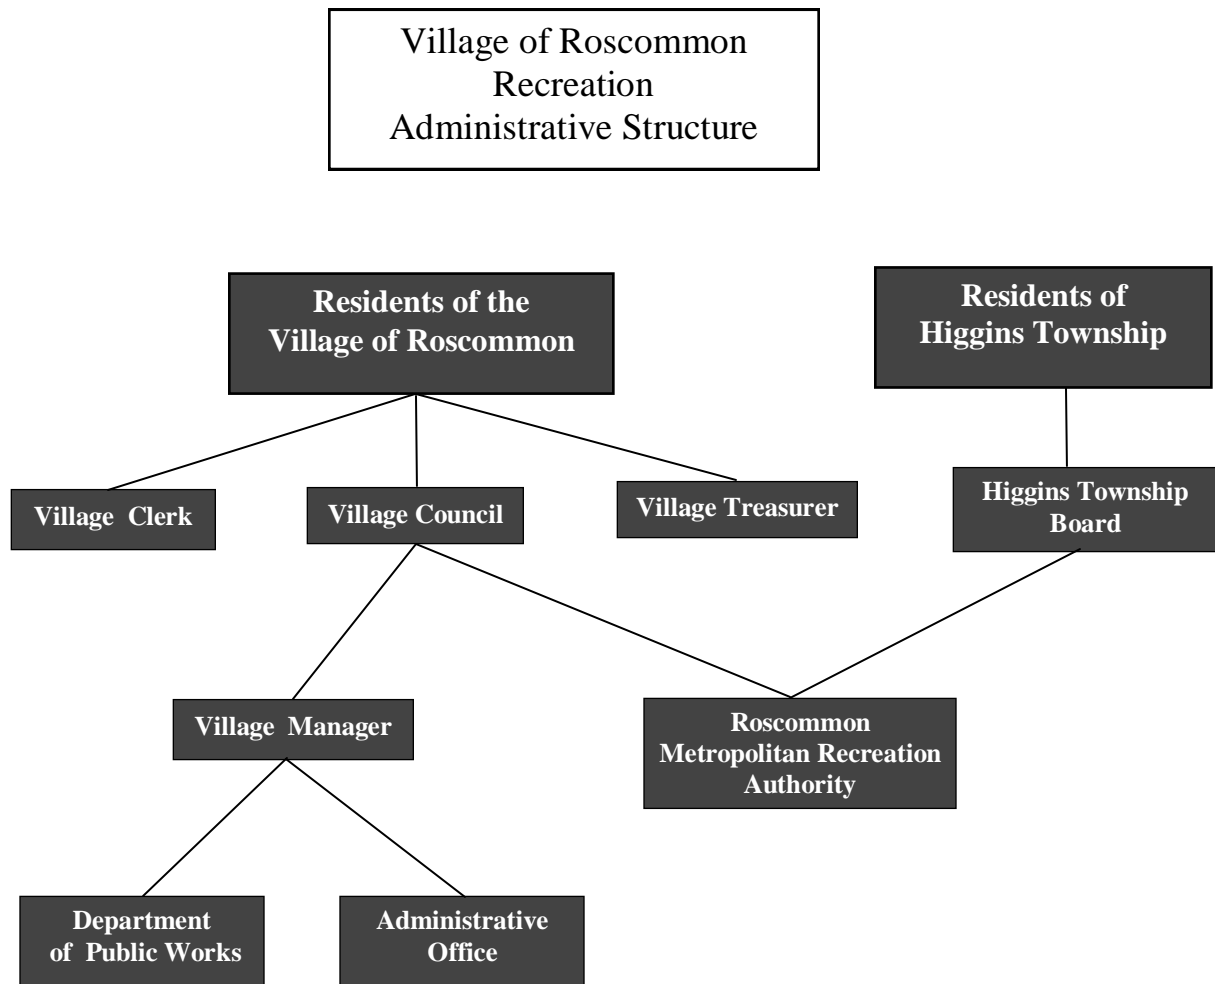 Village of Roscommon
Recreation
Administrative Structure
Residents of the
Village of Roscommon
Residents of
Higgins Township
Village Clerk
Village Council
Village Treasurer
Higgins Township
Board
Village Manager
Roscommon
Metropolitan Recreation
Authority
Department
of Public Works
Administrative
Office